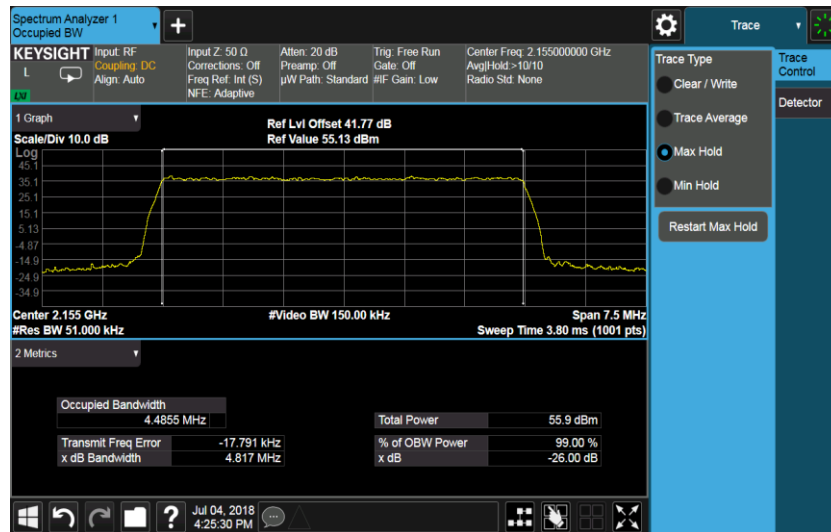 Spectrum Analyzer 1
Occupied BW
+
Trace
KEYSIGHT
L
LXI
Input: RF
Coupling: DC
Align: Auto
Input Z: 50 Ω
Corrections: Off
Freq Ref: Int (S)
NFE: Adaptive
Atten: 20 dB
Preamp: Off
µW Path: Standard
Trig: Free Run
Gate: Off
#IF Gain: Low
Center Freq: 2.155000000 GHz
Avg|Hold:>10/10
Radio Std: None
1 Graph
Scale/Div 10.0 dB
Ref Lvl Offset 41.77 dB
Ref Value 55.13 dBm
Log
45.1
35.1
25.1
15.1
5.13
-4.87
-14.9
-24.9
-34.9
Center 2.155 GHz
#Res BW 51.000 kHz
#Video BW 150.00 kHz
Span 7.5 MHz
Sweep Time 3.80 ms (1001 pts)
2 Metrics
Occupied Bandwidth
4.4855 MHz
Total Power 55.9 dBm
Transmit Freq Error -17.791 kHz
% of OBW Power 99.00 %
x dB Bandwidth 4.817 MHz
x dB -26.00 dB
?
Jul 04, 2018
4:25:30 PM
Trace Type
Clear / Write
Trace Average
Max Hold
Min Hold
Restart Max Hold
Trace
Control
Detector